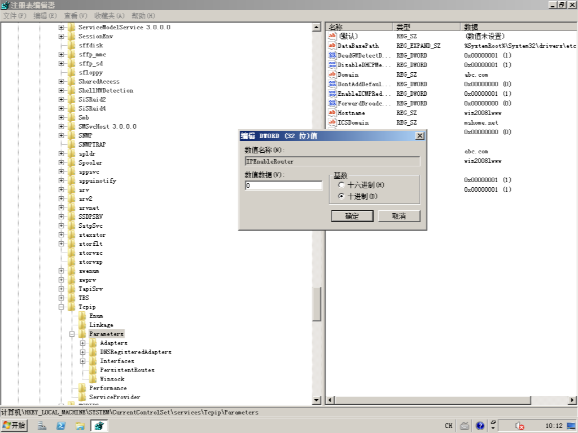 注册表编辑器
文件(F) 编辑(E) 查看(V) 收藏夹(A) 帮助(H)
ServiceModelService 3.0.0.0
SessionEnv
sffdisk
sffp_mmc
sffp_sd
sfloppy
SharedAccess
ShellHWDetection
SiSRaid2
SiSRaid4
Smb
SMSvcHost 3.0.0.0
SNMP
SNMPTRAP
spldr
Spooler
sppsvc
sppuinotify
srv
srv2
srvnet
SSDPSRV
SstpSvc
stexstor
storflt
storvsc
storvsp
swenum
swprv
TapiSrv
TBS
Tcpip
Enum
Linkage
Parameters
Adapters
DNSRegisteredAdapters
Interfaces
PersistentRoutes
Winsock
Performance
ServiceProvider
名称 类型 数据
(默认) REG_SZ (数值未设置)
DataBasePath REG_EXPAND_SZ %SystemRoot%\System32\drivers\etc
DeadGWDetectD... REG_DWORD 0x00000001 (1)
DisableDHCPMe... REG_DWORD 0x00000001 (1)
Domain REG_SZ abc.com
DontAddDefaul... REG_DWORD 0x00000000 (0)
EnableICMPRed... REG_DWORD 0x00000001 (1)
ForwardBroadc... REG_DWORD 0x00000000 (0)
Hostname REG_SZ win2008lwww
ICSDomain REG_SZ
0x00000000 (0)
abc.com
win2008lwww
0x00000001 (1)
0x00000001 (1)
编辑 DWORD (32 位)值
数值名称(N):
IPEnableRouter
数值数据(V):
0
基数
十六进制(H)
十进制(D)
确定 取消
计算机\HKEY_LOCAL_MACHINE\SYSTEM\CurrentControlSet\services\Tcpip\Parameters
开始
CH
10:12